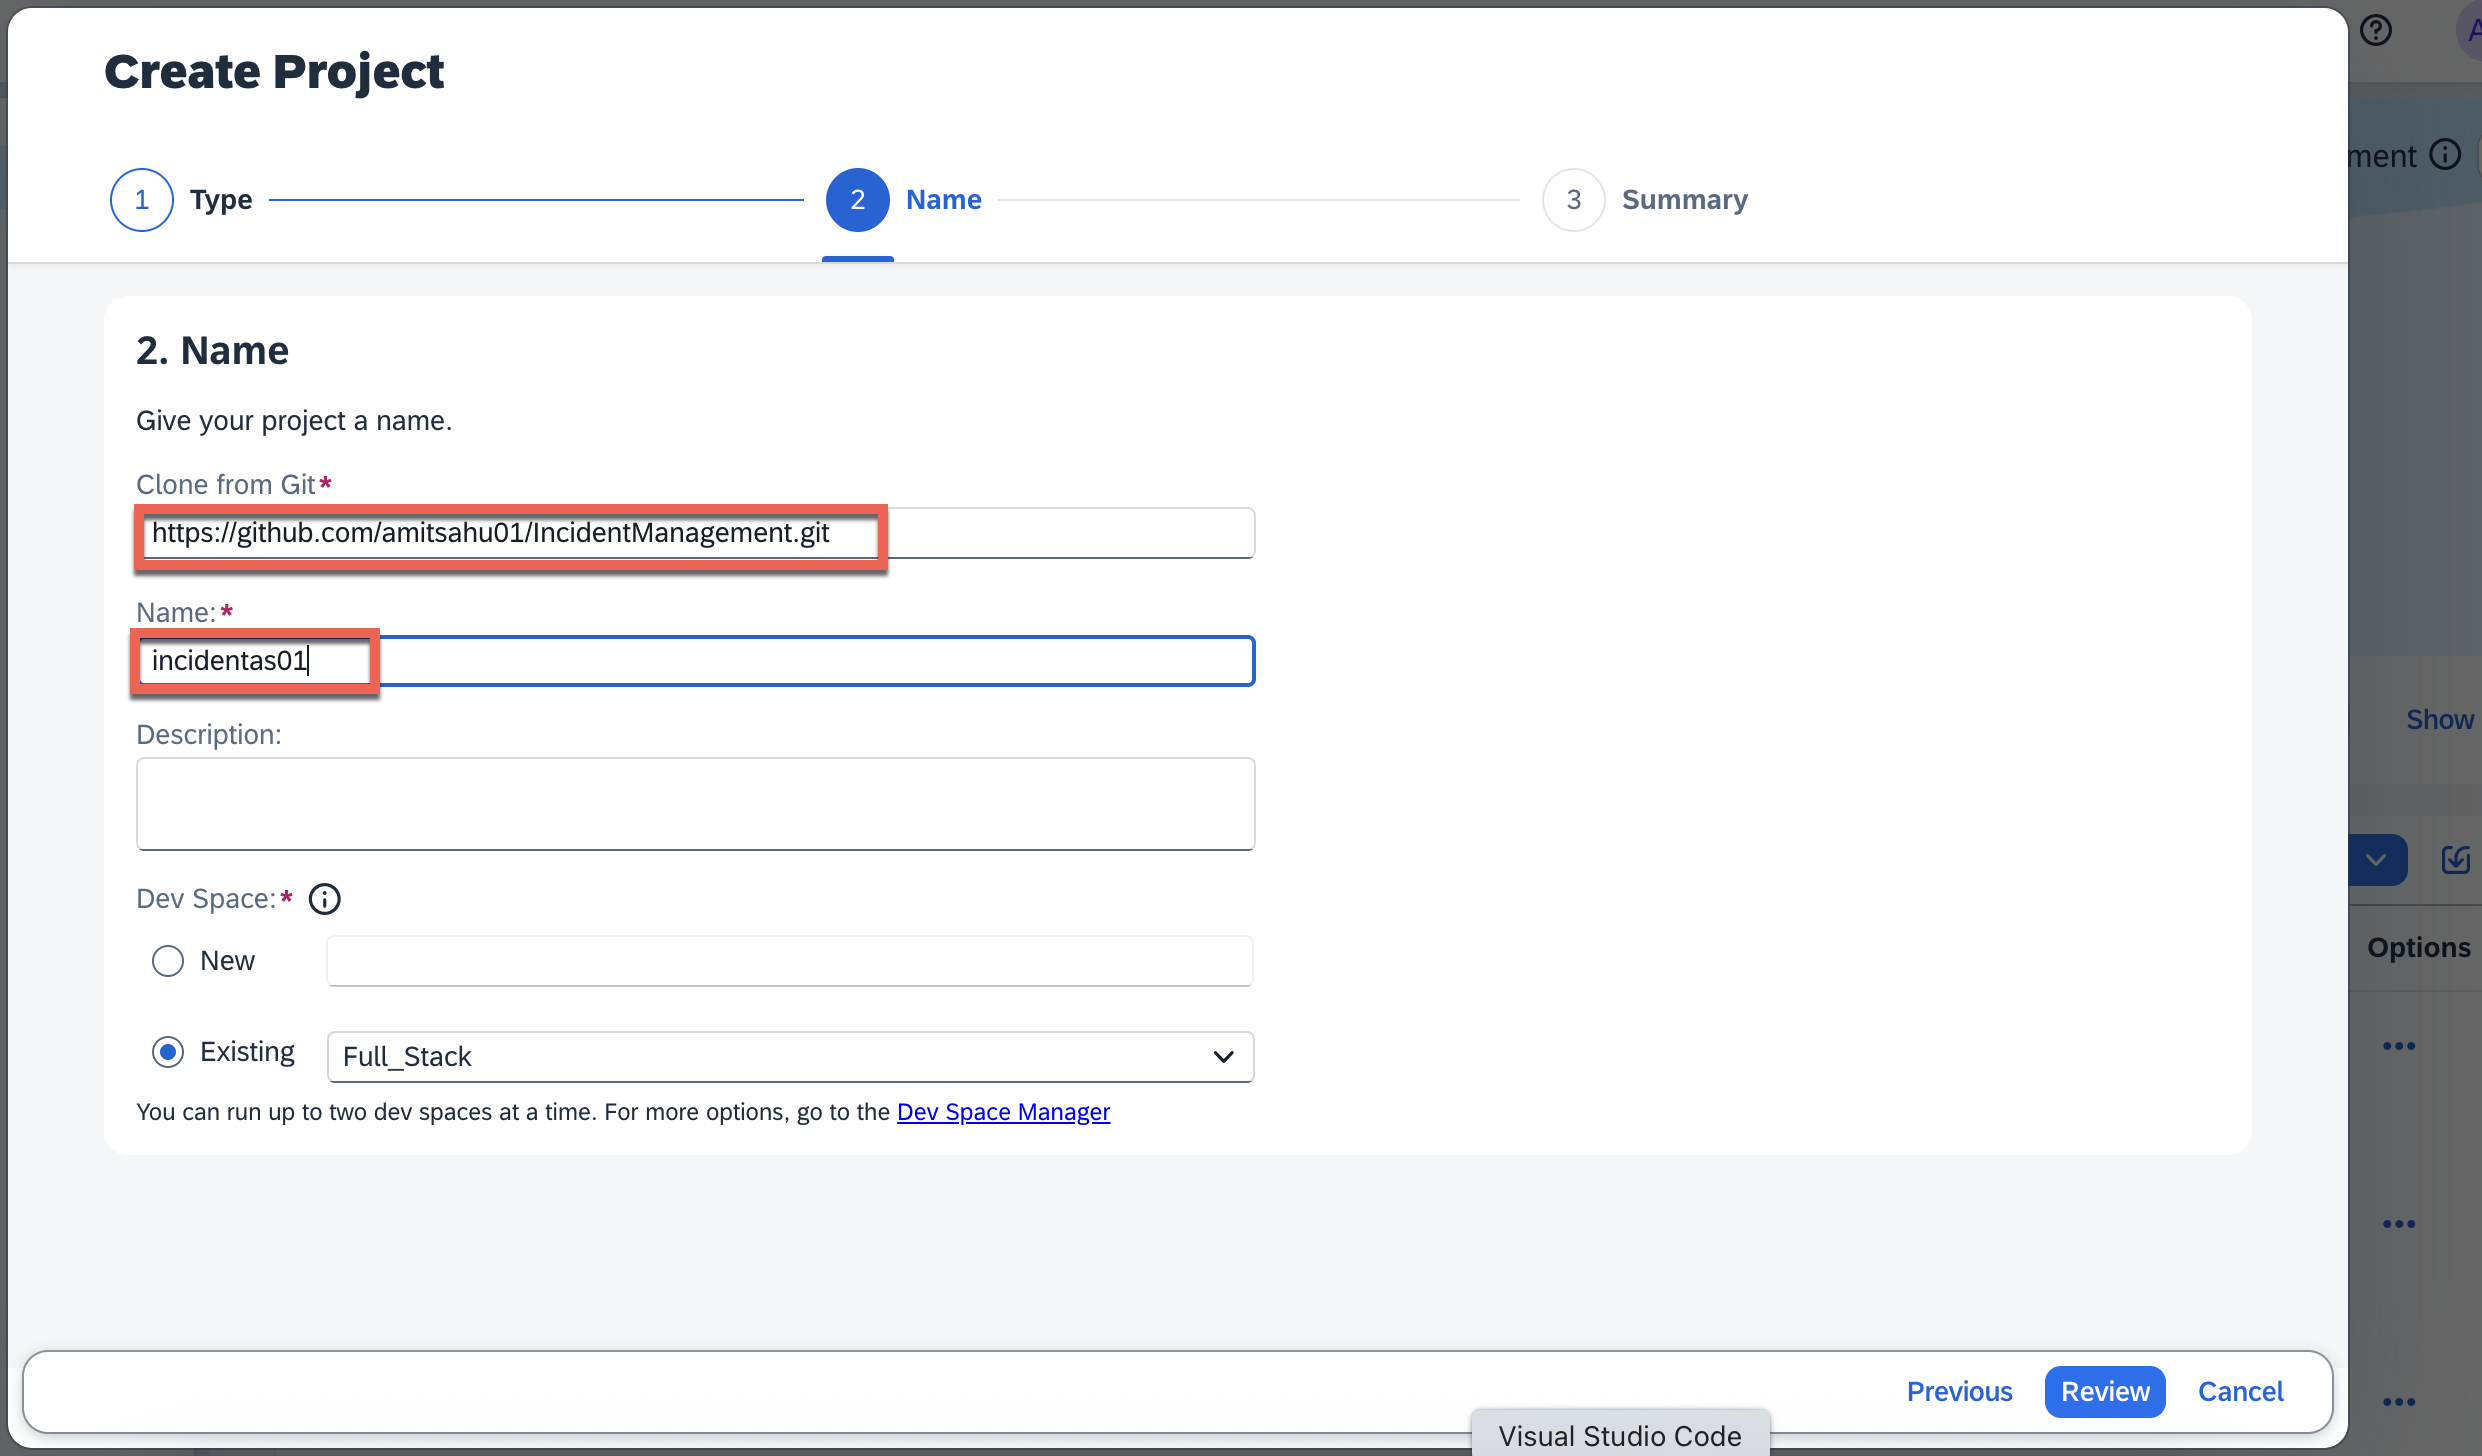 Create Project
1 Type 2 Name 3 Summary
2. Name
Give your project a name.
Clone from Git*
https://github.com/amitsahu01/IncidentManagement.git
Name:*
incidentas01
Description:
Dev Space:*
New
Existing Full_Stack
You can run up to two dev spaces at a time. For more options, go to the Dev Space Manager
Previous Review Cancel
Visual Studio Code
A
ment
Show
Options